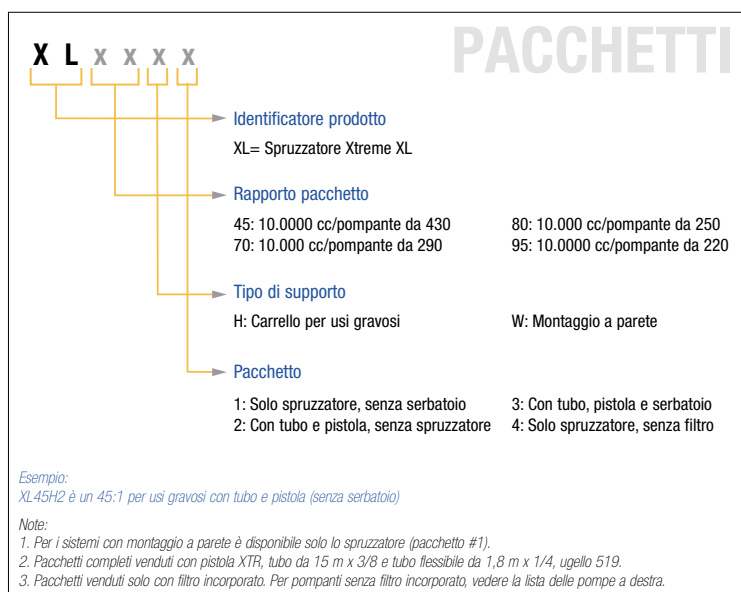 PACCHETTI
X L x x x x
Identificatore prodotto
XL= Spruzzatore Xtreme XL
Rapporto pacchetto
45: 10.0000 cc/pompante da 430
80: 10.000 cc/pompante da 250
70: 10.000 cc/pompante da 290
95: 10.0000 cc/pompante da 220
Tipo di supporto
H: Carrello per usi gravosi
W: Montaggio a parete
Pacchetto
1: Solo spruzzatore, senza serbatoio
3: Con tubo, pistola e serbatoio
2: Con tubo e pistola, senza spruzzatore
4: Solo spruzzatore, senza filtro
Esempio:
XL45H2 è un 45:1 per usi gravosi con tubo e pistola (senza serbatoio)
Note:
1. Per i sistemi con montaggio a parete è disponibile solo lo spruzzatore (pacchetto #1).
2. Pacchetti completi venduti con pistola XTR, tubo da 15 m x 3/8 e tubo flessibile da 1,8 m x 1/4, ugello 519.
3. Pacchetti venduti solo con filtro incorporato. Per pompanti senza filtro incorporato, vedere la lista delle pompe a destra.